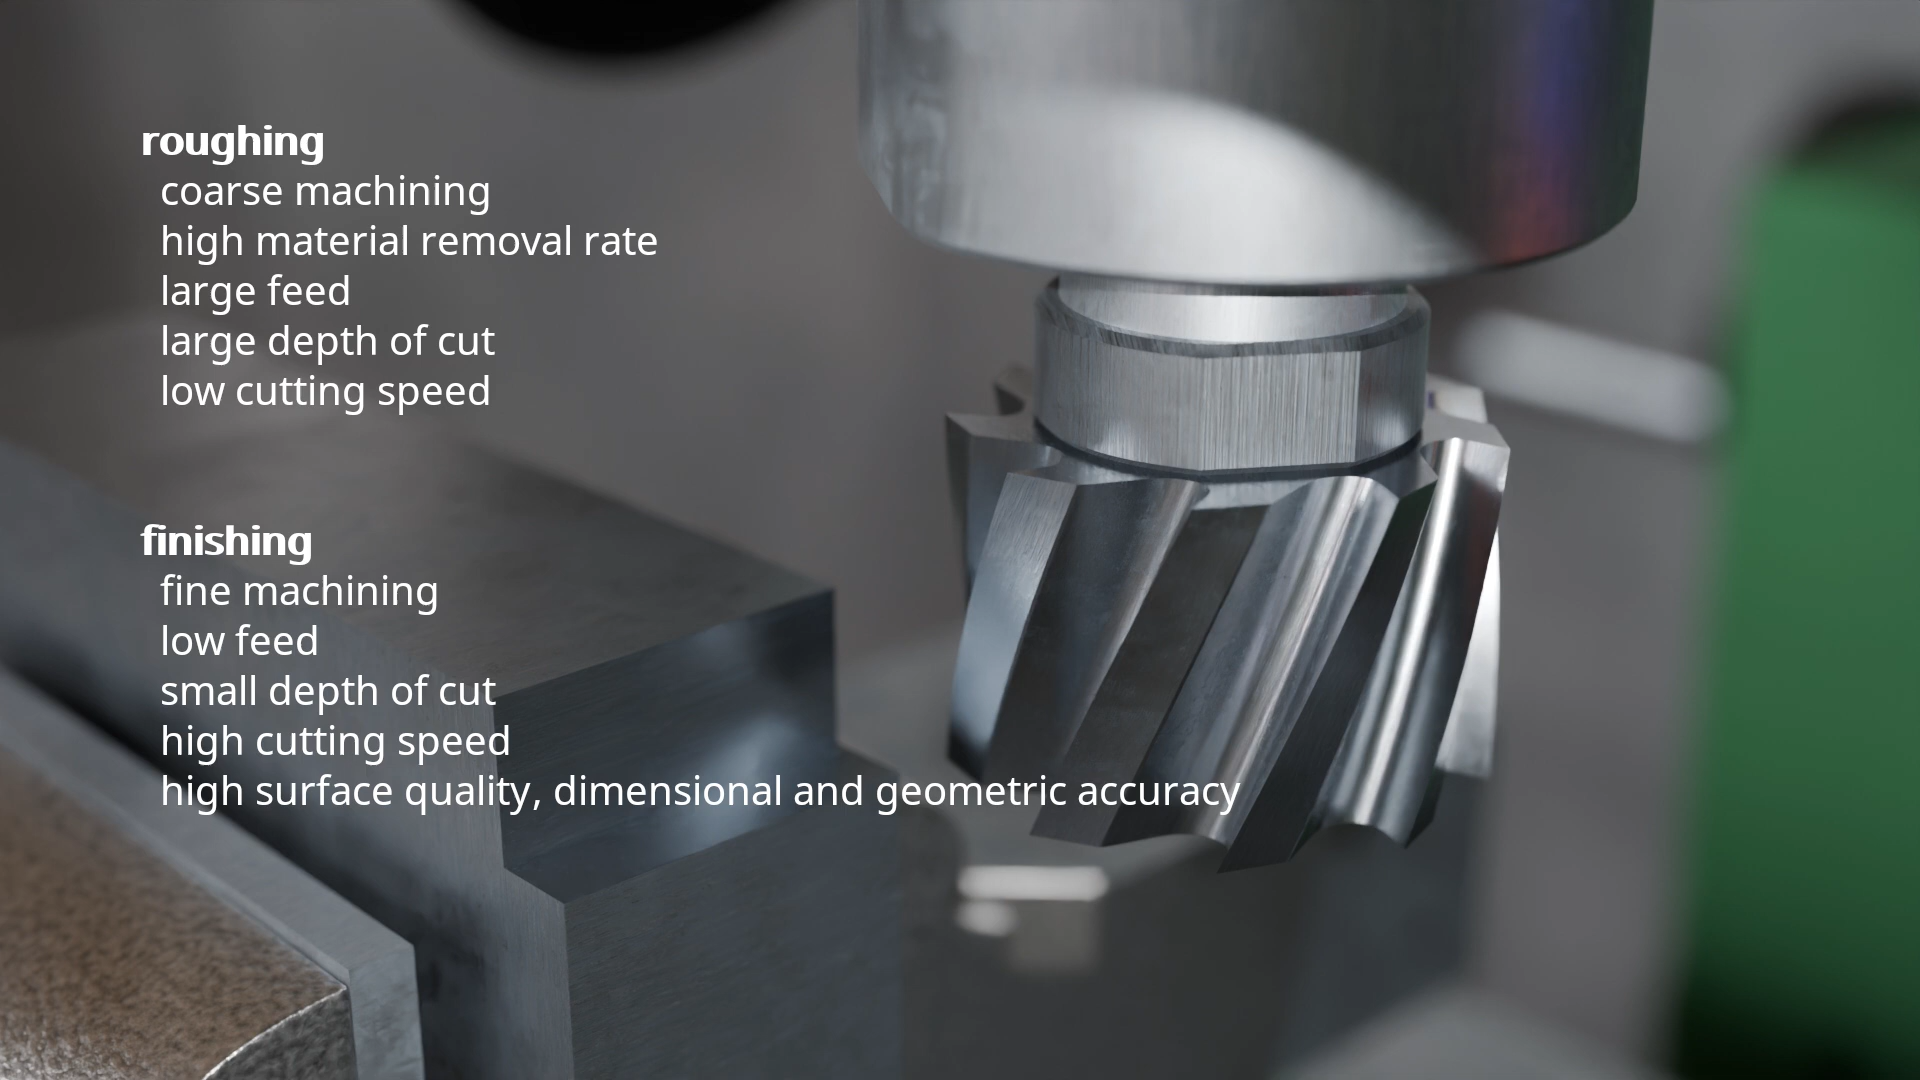 roughing
coarse machining
high material removal rate
large feed
large depth of cut
low cutting speed
finishing
fine machining
low feed
small depth of cut
high cutting speed
high surface quality, dimensional and geometric accuracy